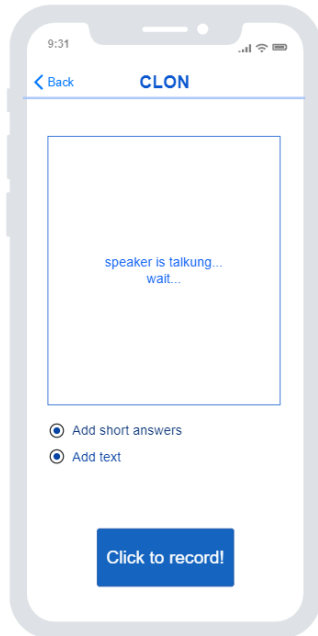 9:31
Back
CLON
speaker is talkung...
wait...
Add short answers
Add text
Click to record!